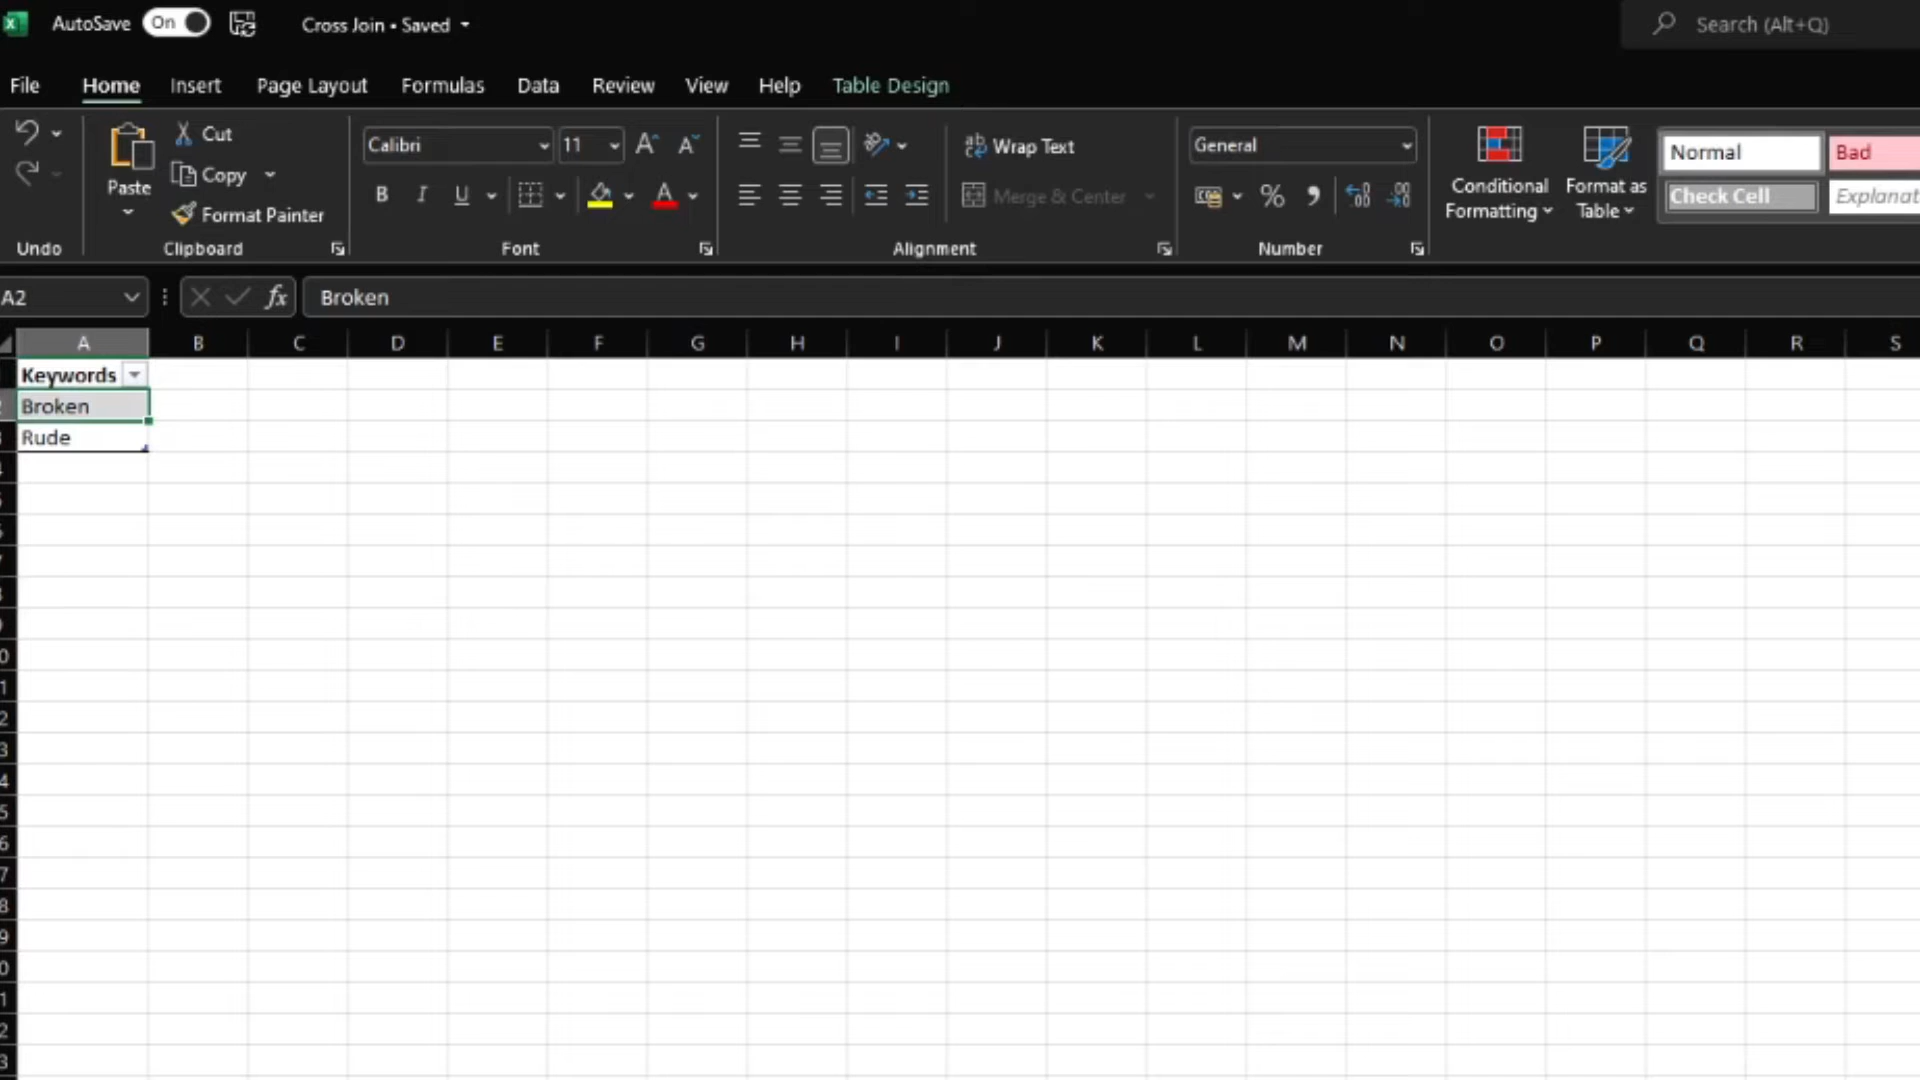 AutoSave On Cross Join • Saved Search (Alt+Q)
File Home Insert Page Layout Formulas Data Review View Help Table Design
Cut
Copy
Format Painter
Paste
Calibri 11
B I U A
Wrap Text
Merge & Center
General
%
Conditional
Formatting
Format as
Table
Normal Bad
Check Cell Explanat
Undo Clipboard Font Alignment Number
A2 fx Broken
A B C D E F G H I J K L M N O P Q R S
Keywords
Broken
Rude